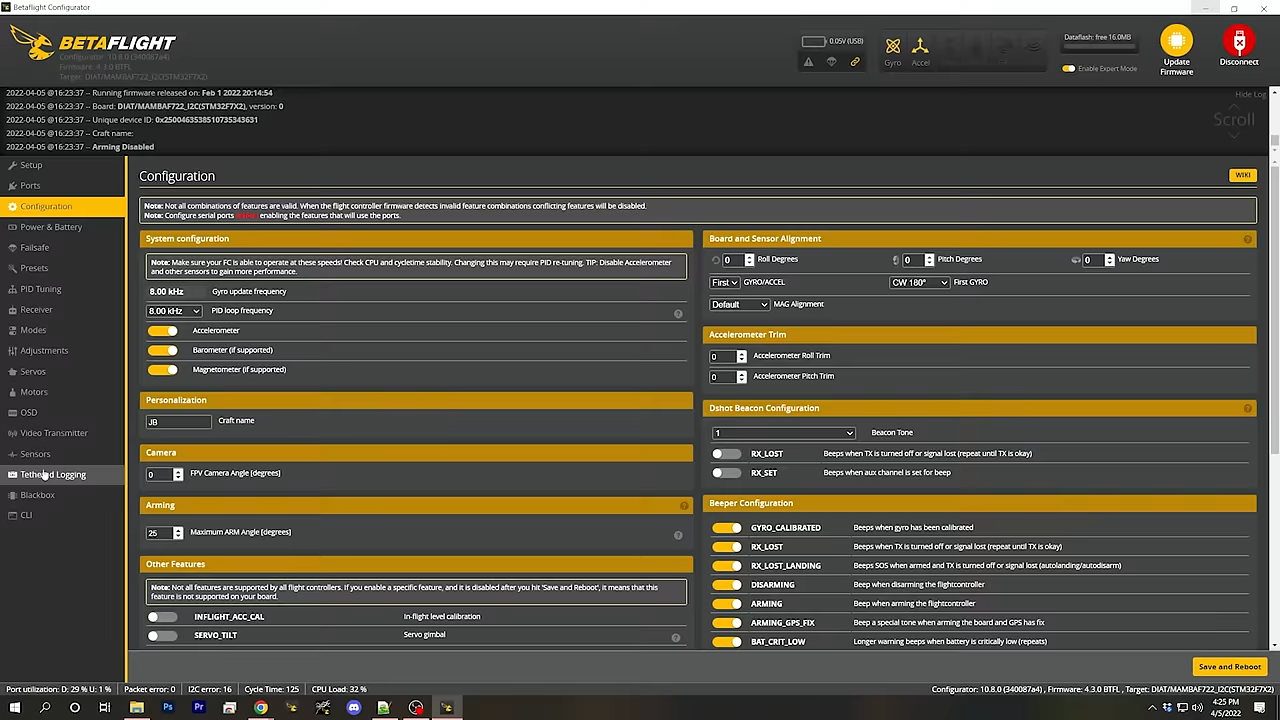 Betaflight Configurator
BETAFLIGHT
Configurator: 10.8.0 (340087a4)
Firmware: 4.3.0 BTFL
Target: DIAT/MAMBAF722_I2C(STM32F7X2)
0.05V (USB)
Gyro
Accel
Dataflash: free 16.0MB
Enable Expert Mode
Update
Firmware
Disconnect
2022-04-05 @16:23:37 -- Running firmware released on: Feb 1 2022 20:14:54
2022-04-05 @16:23:37 -- Board: DIAT/MAMBAF722_I2C(STM32F7X2), version: 0
2022-04-05 @16:23:37 -- Unique device ID: 0x2500463538510735343631
2022-04-05 @16:23:37 -- Craft name:
2022-04-05 @16:23:37 -- Arming Disabled
Hide Log
Scroll
Setup
Ports
Configuration
Power & Battery
Failsafe
Presets
PID Tuning
Receiver
Modes
Adjustments
Servos
Motors
OSD
Video Transmitter
Sensors
Tethered Logging
Blackbox
CLI
Configuration
WIKI
Note: Not all combinations of features are valid. When the flight controller firmware detects invalid feature combinations conflicting features will be disabled.
Note: Configure serial ports before enabling the features that will use the ports.
System configuration
Note: Make sure your FC is able to operate at these speeds! Check CPU and cycletime stability. Changing this may require PID re-tuning. TIP: Disable Accelerometer
and other sensors to gain more performance.
8.00 kHz Gyro update frequency
8.00 kHz PID loop frequency
Accelerometer
Barometer (if supported)
Magnetometer (if supported)
Personalization
JB Craft name
Camera
0 FPV Camera Angle [degrees]
Arming
25 Maximum ARM Angle [degrees]
Other Features
Note: Not all features are supported by all flight controllers. If you enable a specific feature, and it is disabled after you hit 'Save and Reboot', it means that this
feature is not supported on your board.
INFLIGHT_ACC_CAL In-flight level calibration
SERVO_TILT Servo gimbal
Board and Sensor Alignment
0 Roll Degrees 0 Pitch Degrees 0 Yaw Degrees
First GYRO/ACCEL CW 180° First GYRO
Default MAG Alignment
Accelerometer Trim
0 Accelerometer Roll Trim
0 Accelerometer Pitch Trim
Dshot Beacon Configuration
1 Beacon Tone
RX_LOST Beeps when TX is turned off or signal lost (repeat until TX is okay)
RX_SET Beeps when aux channel is set for beep
Beeper Configuration
GYRO_CALIBRATED Beeps when gyro has been calibrated
RX_LOST Beeps when TX is turned off or signal lost (repeat until TX is okay)
RX_LOST_LANDING Beeps SOS when armed and TX is turned off or signal lost (autolanding/autodisarm)
DISARMING Beep when disarming the flightcontroller
ARMING Beep when arming the flightcontroller
ARMING_GPS_FIX Beep a special tone when arming the board and GPS has fix
BAT_CRIT_LOW Longer warning beeps when battery is critically low (repeats)
Save and Reboot
Port utilization: D: 29 % U: 1 % Packet error: 0 I2C error: 16 Cycle Time: 125 CPU Load: 32 %
Configurator: 10.8.0 (340087a4) , Firmware: 4.3.0 BTFL , Target: DIAT/MAMBAF722_I2C(STM32F7X2)
Ps
Pr
4:25 PM
4/5/2022